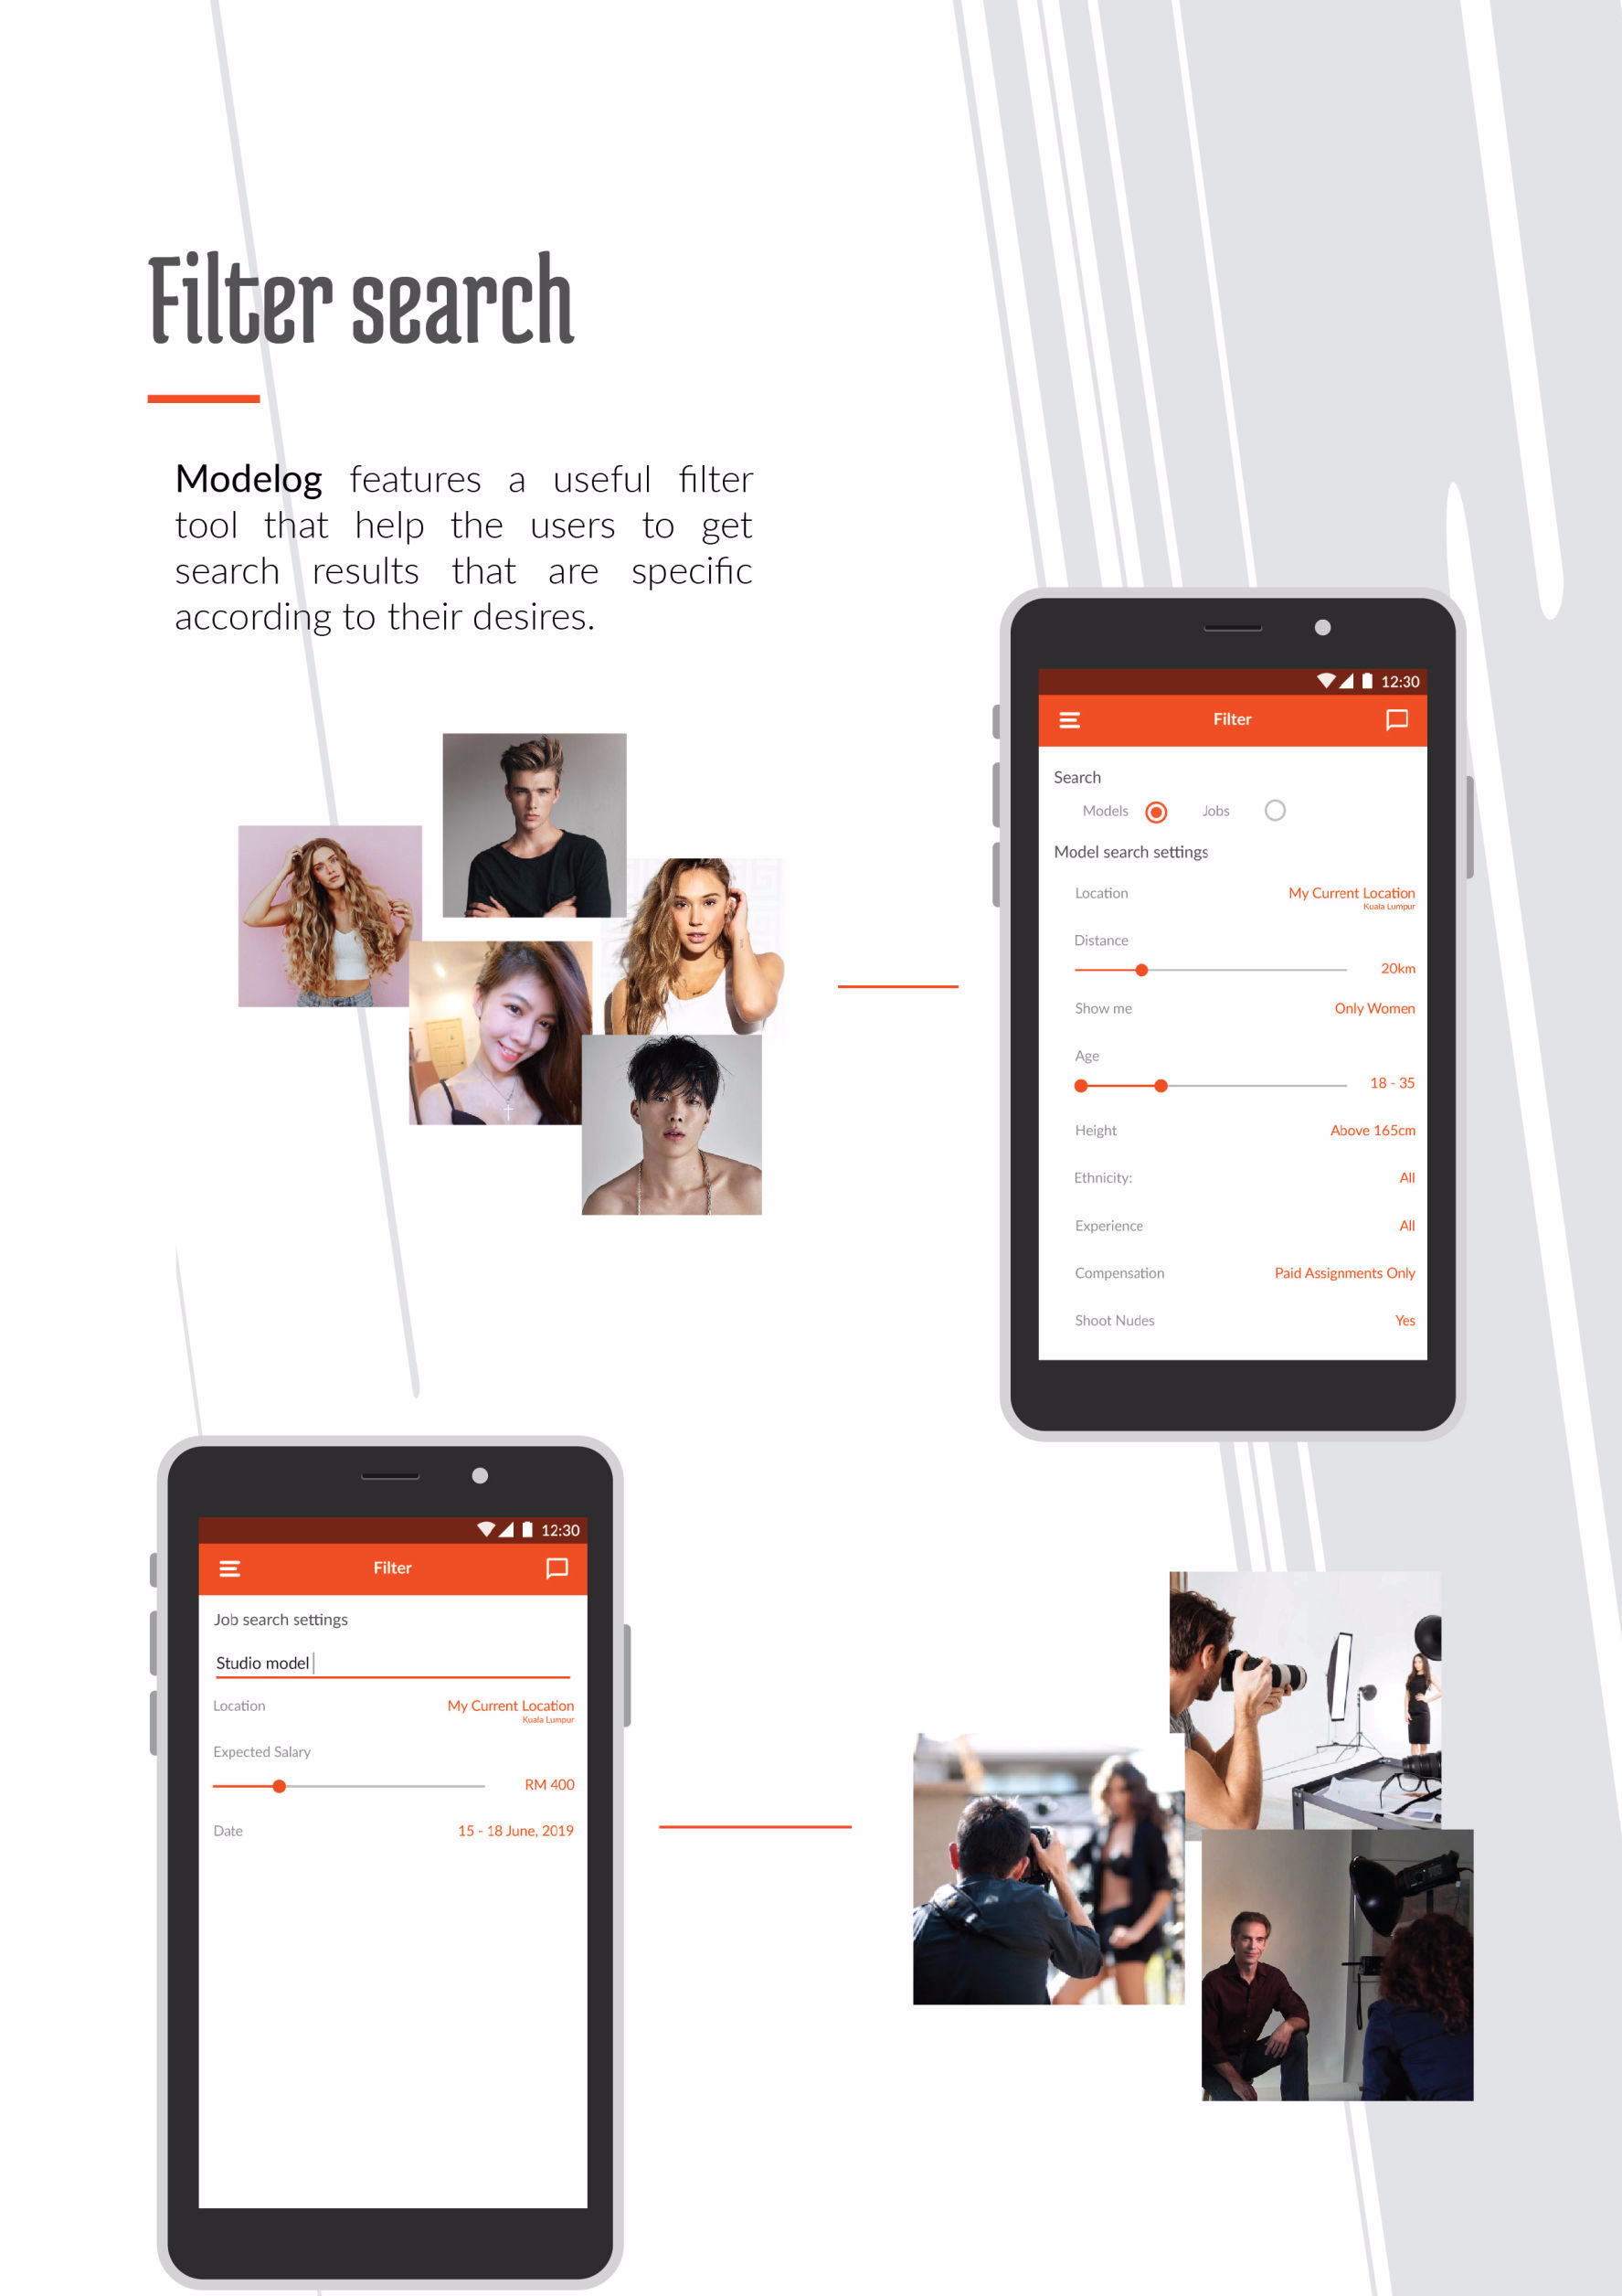 Filter search
Modelog features a useful filter
tool that help the users to get
search results that are specific
according to their desires.
12:30
Filter
Search
Models Jobs
Model search settings
Location My Current Location
Kuala Lumpur
Distance
20km
Show me Only Women
Age
18 - 35
Height Above 165cm
Ethnicity: All
Experience All
Compensation Paid Assignments Only
Shoot Nudes Yes
12:30
Filter
Job search settings
Studio model
Location My Current Location
Kuala Lumpur
Expected Salary
RM 400
Date 15 - 18 June, 2019